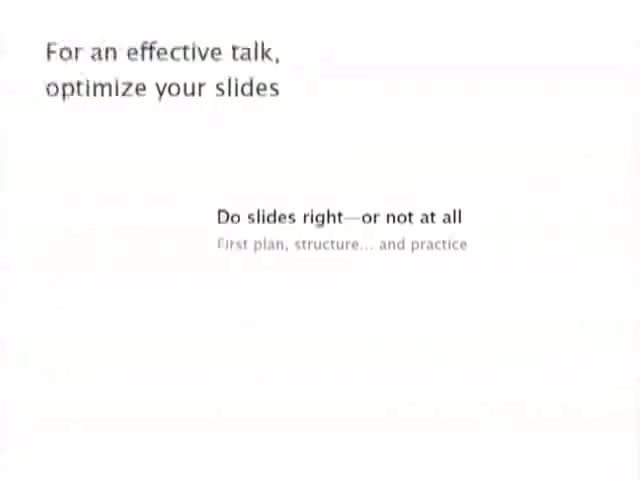 For an effective talk,
optimize your slides
Do slides right—or not at all
First plan, structure... and practice